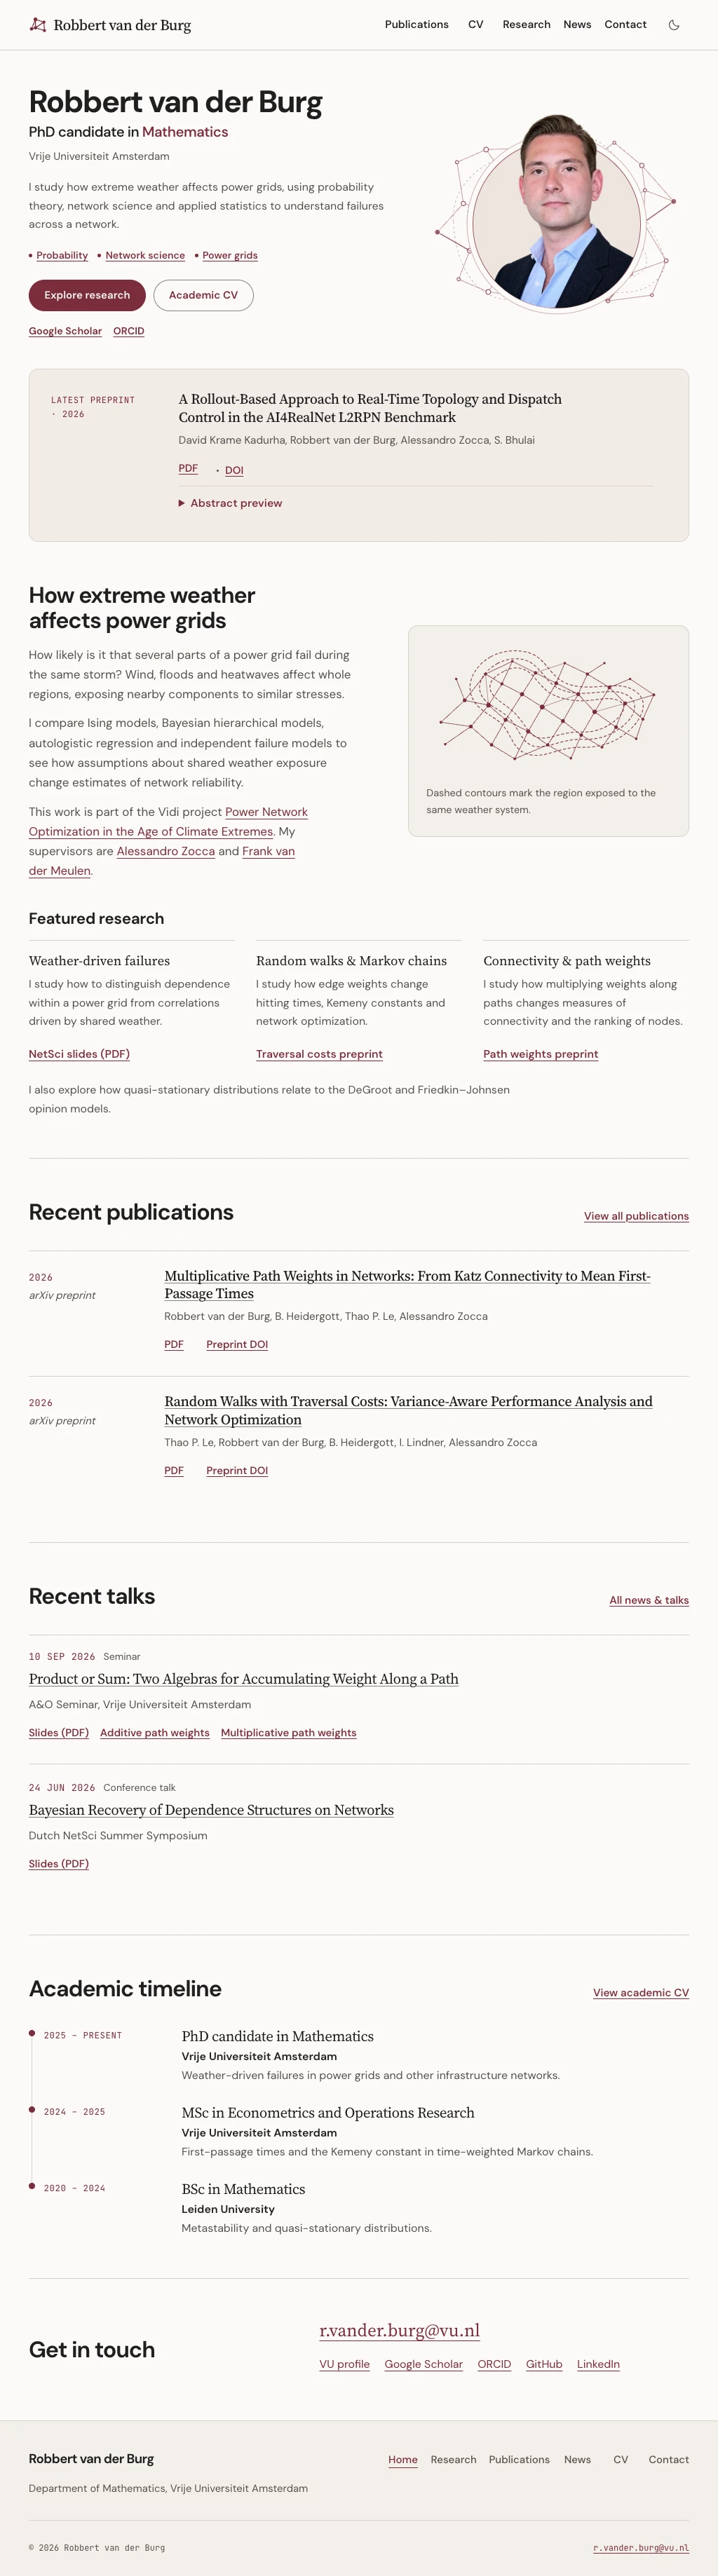 Robbert van der Burg
Publications CV Research News Contact
Robbert van der Burg
PhD candidate in Mathematics
Vrije Universiteit Amsterdam
I study how extreme weather affects power grids, using probability
theory, network science and applied statistics to understand failures
across a network.
• Probability • Network science • Power grids
Explore research Academic CV
Google Scholar ORCID
LATEST PREPRINT
· 2026
A Rollout-Based Approach to Real-Time Topology and Dispatch
Control in the AI4RealNet L2RPN Benchmark
David Krame Kadurha, Robbert van der Burg, Alessandro Zocca, S. Bhulai
PDF · DOI
Abstract preview
How extreme weather
affects power grids
How likely is it that several parts of a power grid fail during
the same storm? Wind, floods and heatwaves affect whole
regions, exposing nearby components to similar stresses.
I compare Ising models, Bayesian hierarchical models,
autologistic regression and independent failure models to
see how assumptions about shared weather exposure
change estimates of network reliability.
This work is part of the Vidi project Power Network
Optimization in the Age of Climate Extremes. My
supervisors are Alessandro Zocca and Frank van
der Meulen.
Dashed contours mark the region exposed to the
same weather system.
Featured research
Weather-driven failures
I study how to distinguish dependence
within a power grid from correlations
driven by shared weather.
NetSci slides (PDF)
Random walks & Markov chains
I study how edge weights change
hitting times, Kemeny constants and
network optimization.
Traversal costs preprint
Connectivity & path weights
I study how multiplying weights along
paths changes measures of
connectivity and the ranking of nodes.
Path weights preprint
I also explore how quasi-stationary distributions relate to the DeGroot and Friedkin–Johnsen
opinion models.
Recent publications
View all publications
2026
arXiv preprint
Multiplicative Path Weights in Networks: From Katz Connectivity to Mean First-
Passage Times
Robbert van der Burg, B. Heidergott, Thao P. Le, Alessandro Zocca
PDF Preprint DOI
2026
arXiv preprint
Random Walks with Traversal Costs: Variance-Aware Performance Analysis and
Network Optimization
Thao P. Le, Robbert van der Burg, B. Heidergott, I. Lindner, Alessandro Zocca
PDF Preprint DOI
Recent talks
All news & talks
10 SEP 2026 Seminar
Product or Sum: Two Algebras for Accumulating Weight Along a Path
A&O Seminar, Vrije Universiteit Amsterdam
Slides (PDF) Additive path weights Multiplicative path weights
24 JUN 2026 Conference talk
Bayesian Recovery of Dependence Structures on Networks
Dutch NetSci Summer Symposium
Slides (PDF)
Academic timeline
View academic CV
2025 – PRESENT
PhD candidate in Mathematics
Vrije Universiteit Amsterdam
Weather-driven failures in power grids and other infrastructure networks.
2024 – 2025
MSc in Econometrics and Operations Research
Vrije Universiteit Amsterdam
First-passage times and the Kemeny constant in time-weighted Markov chains.
2020 – 2024
BSc in Mathematics
Leiden University
Metastability and quasi-stationary distributions.
Get in touch
r.vander.burg@vu.nl
VU profile Google Scholar ORCID GitHub LinkedIn
Robbert van der Burg
Home Research Publications News CV Contact
Department of Mathematics, Vrije Universiteit Amsterdam
© 2026 Robbert van der Burg
r.vander.burg@vu.nl